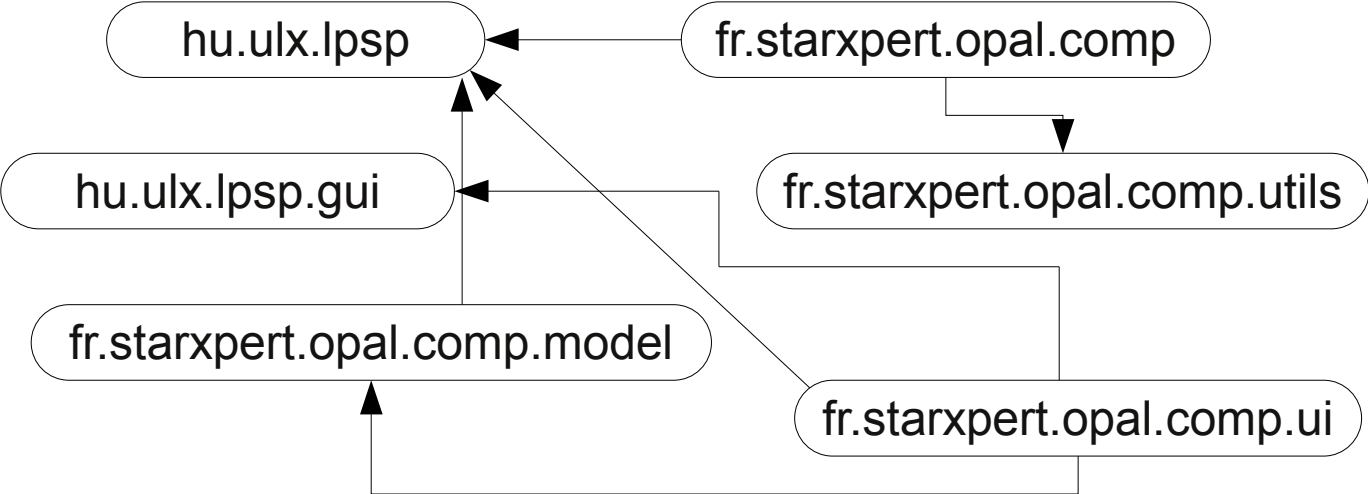 hu.ulx.lpsp
fr.starxpert.opal.comp
hu.ulx.lpsp.gui
fr.starxpert.opal.comp.utils
fr.starxpert.opal.comp.model
fr.starxpert.opal.comp.ui